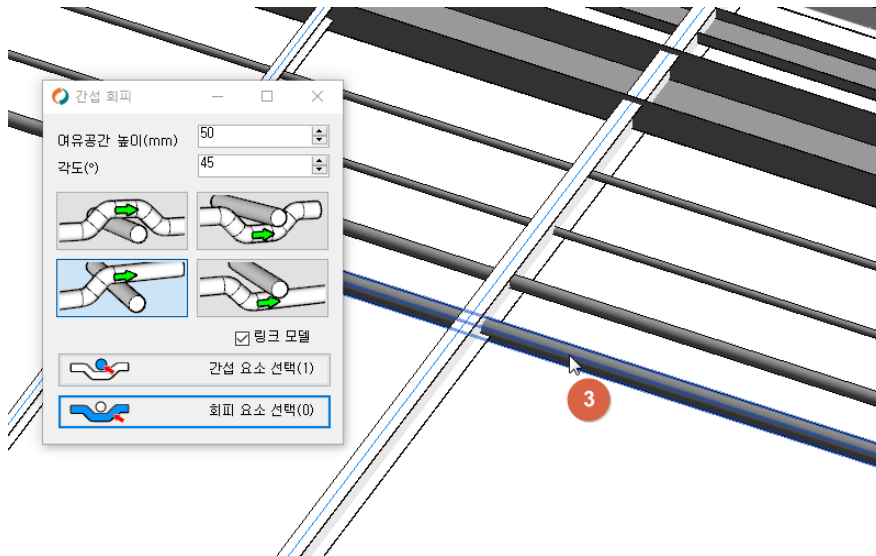 간섭 회피
여유공간 높이(mm) 50
각도(°) 45
링크 모델
간섭 요소 선택(1)
회피 요소 선택(0)
3